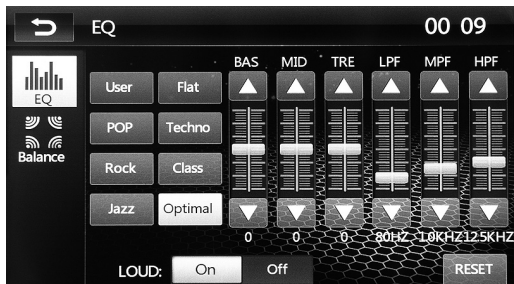 EQ
00 09
BAS MID TRE LPF MPF HPF
EQ
User Flat
POP Techno
Balance
Rock Class
Jazz Optimal
0 0 0 80HZ 1.0KHZ 12.5KHZ
LOUD: On Off
RESET